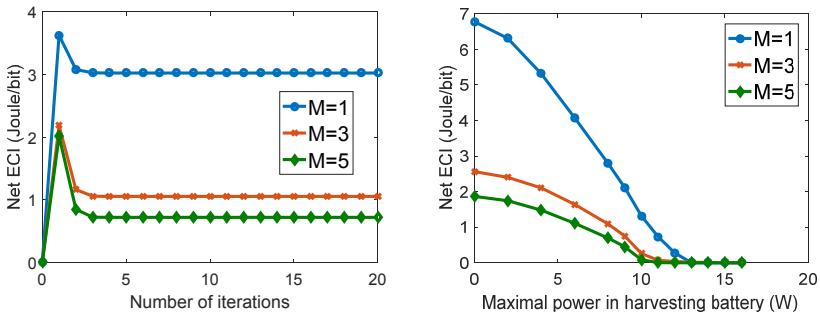 Net ECI (Joule/bit)
4
3
2
1
0
M=1
M=3
M=5
0 5 10 15 20
Number of iterations
Net ECI (Joule/bit)
7
6
5
4
3
2
1
0
M=1
M=3
M=5
0 5 10 15 20
Maximal power in harvesting battery (W)